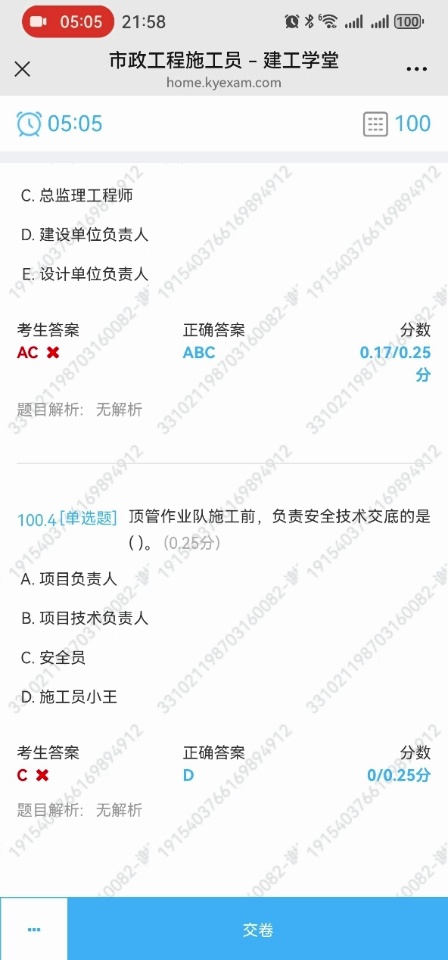 05:05 21:58 6 100
市政工程施工员 – 建工学堂
home.kyexam.com
05:05 100
C. 总监理工程师
D. 建设单位负责人
E. 设计单位负责人
考生答案 正确答案 分数
AC ABC 0.17/0.25
分
题目解析: 无解析
100.4[单选题] 顶管作业队施工前，负责安全技术交底的是
( )。(0.25分)
A. 项目负责人
B. 项目技术负责人
C. 安全员
D. 施工员小王
考生答案 正确答案 分数
C D 0/0.25分
题目解析: 无解析
交卷
1915403766169894912
331021198703160082-谢